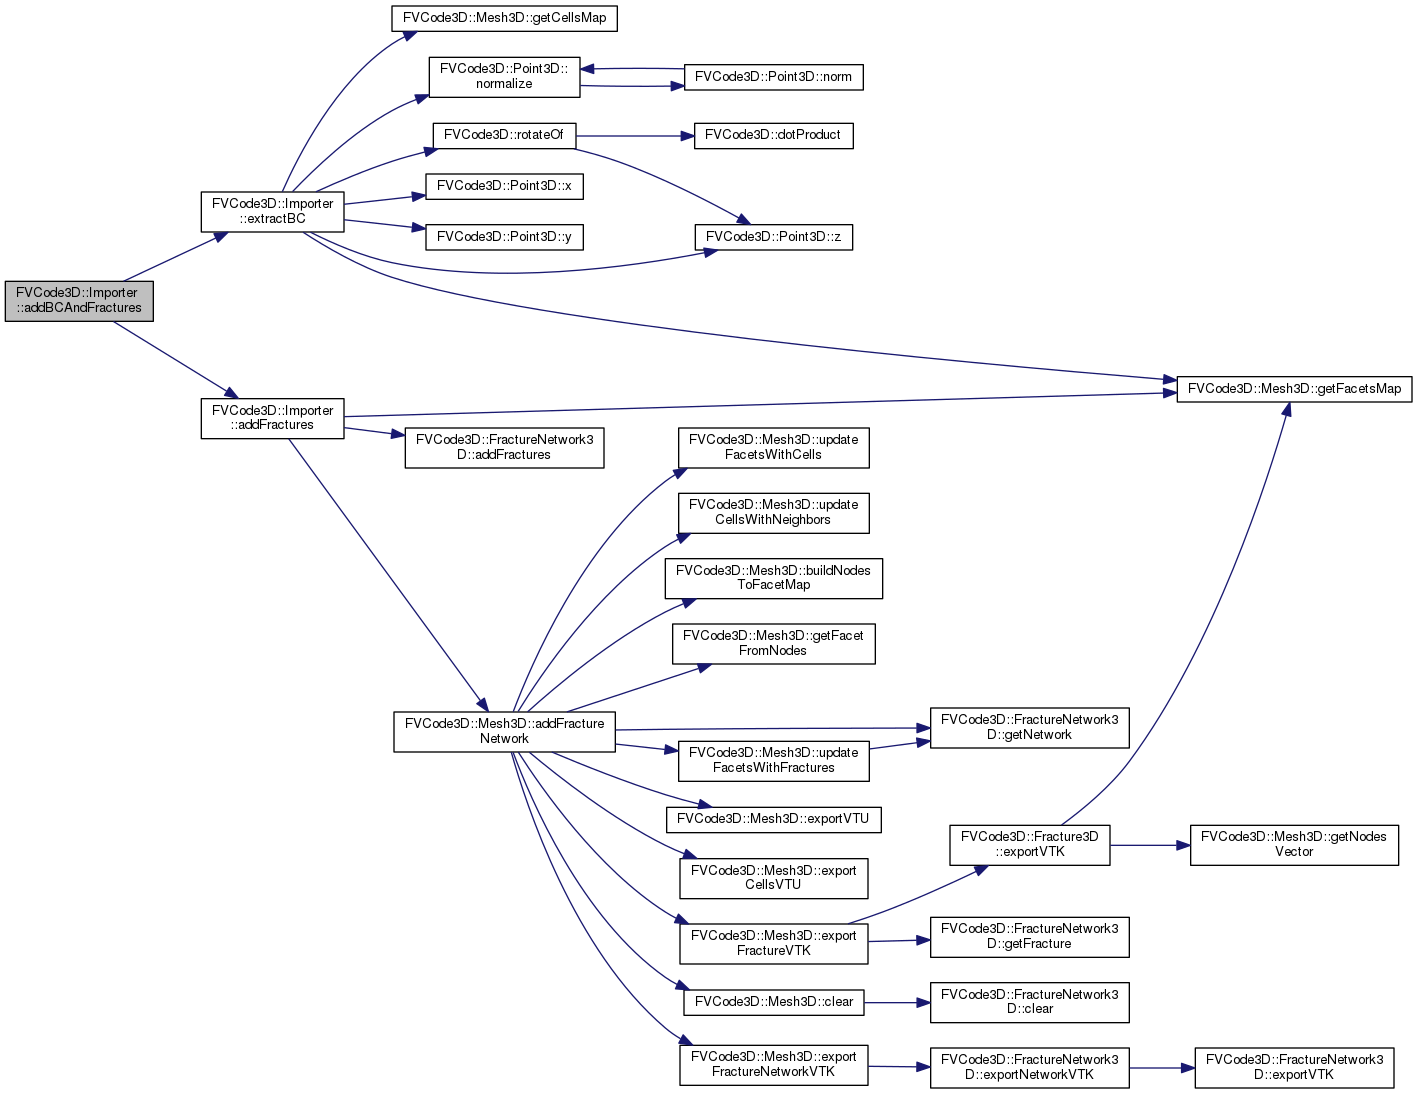 FVCode3D::Mesh3D::getCellsMap
FVCode3D::Point3D::
normalize
FVCode3D::Point3D::norm
FVCode3D::rotateOf
FVCode3D::dotProduct
FVCode3D::Point3D::x
FVCode3D::Importer
::extractBC
FVCode3D::Point3D::y
FVCode3D::Point3D::z
FVCode3D::Importer
::addBCAndFractures
FVCode3D::Mesh3D::getFacetsMap
FVCode3D::Importer
::addFractures
FVCode3D::FractureNetwork3
D::addFractures
FVCode3D::Mesh3D::update
FacetsWithCells
FVCode3D::Mesh3D::update
CellsWithNeighbors
FVCode3D::Mesh3D::buildNodes
ToFacetMap
FVCode3D::Mesh3D::getFacet
FromNodes
FVCode3D::Mesh3D::addFracture
Network
FVCode3D::FractureNetwork3
D::getNetwork
FVCode3D::Mesh3D::update
FacetsWithFractures
FVCode3D::Mesh3D::exportVTU
FVCode3D::Fracture3D
::exportVTK
FVCode3D::Mesh3D::getNodes
Vector
FVCode3D::Mesh3D::export
CellsVTU
FVCode3D::Mesh3D::export
FractureVTK
FVCode3D::FractureNetwork3
D::getFracture
FVCode3D::Mesh3D::clear
FVCode3D::FractureNetwork3
D::clear
FVCode3D::Mesh3D::export
FractureNetworkVTK
FVCode3D::FractureNetwork3
D::exportNetworkVTK
FVCode3D::FractureNetwork3
D::exportVTK